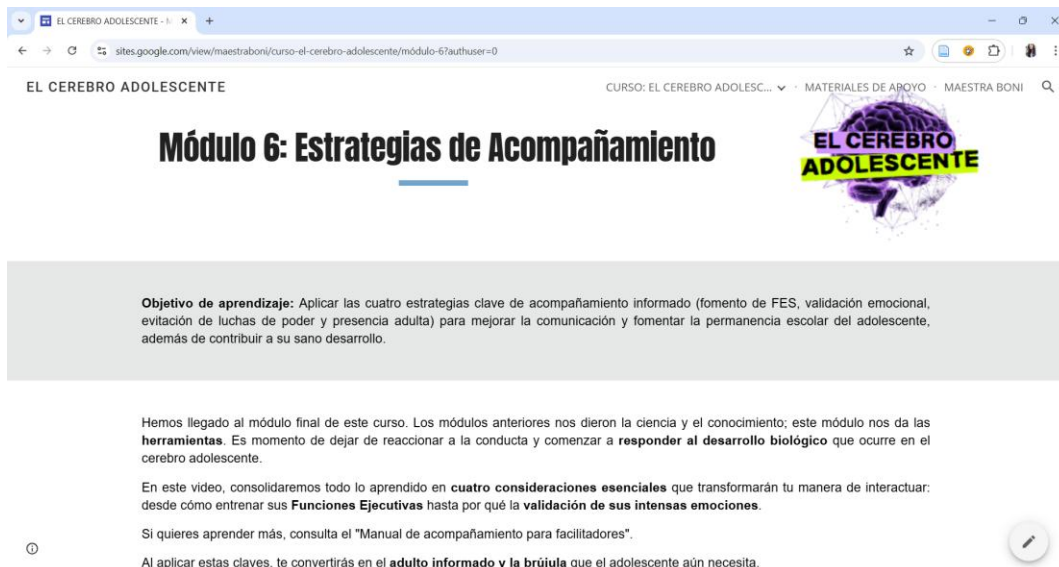 EL CEREBRO ADOLESCENTE - M
sites.google.com/view/maestraboni/curso-el-cerebro-adolescente/módulo-6?authuser=0
EL CEREBRO ADOLESCENTE
CURSO: EL CEREBRO ADOLESC... · MATERIALES DE APOYO · MAESTRA BONI
Módulo 6: Estrategias de Acompañamiento
EL CEREBRO
ADOLESCENTE
Objetivo de aprendizaje: Aplicar las cuatro estrategias clave de acompañamiento informado (fomento de FES, validación emocional,
evitación de luchas de poder y presencia adulta) para mejorar la comunicación y fomentar la permanencia escolar del adolescente,
además de contribuir a su sano desarrollo.
Hemos llegado al módulo final de este curso. Los módulos anteriores nos dieron la ciencia y el conocimiento; este módulo nos da las
herramientas. Es momento de dejar de reaccionar a la conducta y comenzar a responder al desarrollo biológico que ocurre en el
cerebro adolescente.
En este video, consolidaremos todo lo aprendido en cuatro consideraciones esenciales que transformarán tu manera de interactuar:
desde cómo entrenar sus Funciones Ejecutivas hasta por qué la validación de sus intensas emociones.
Si quieres aprender más, consulta el "Manual de acompañamiento para facilitadores".
Al aplicar estas claves, te convertirás en el adulto informado y la brújula que el adolescente aún necesita.